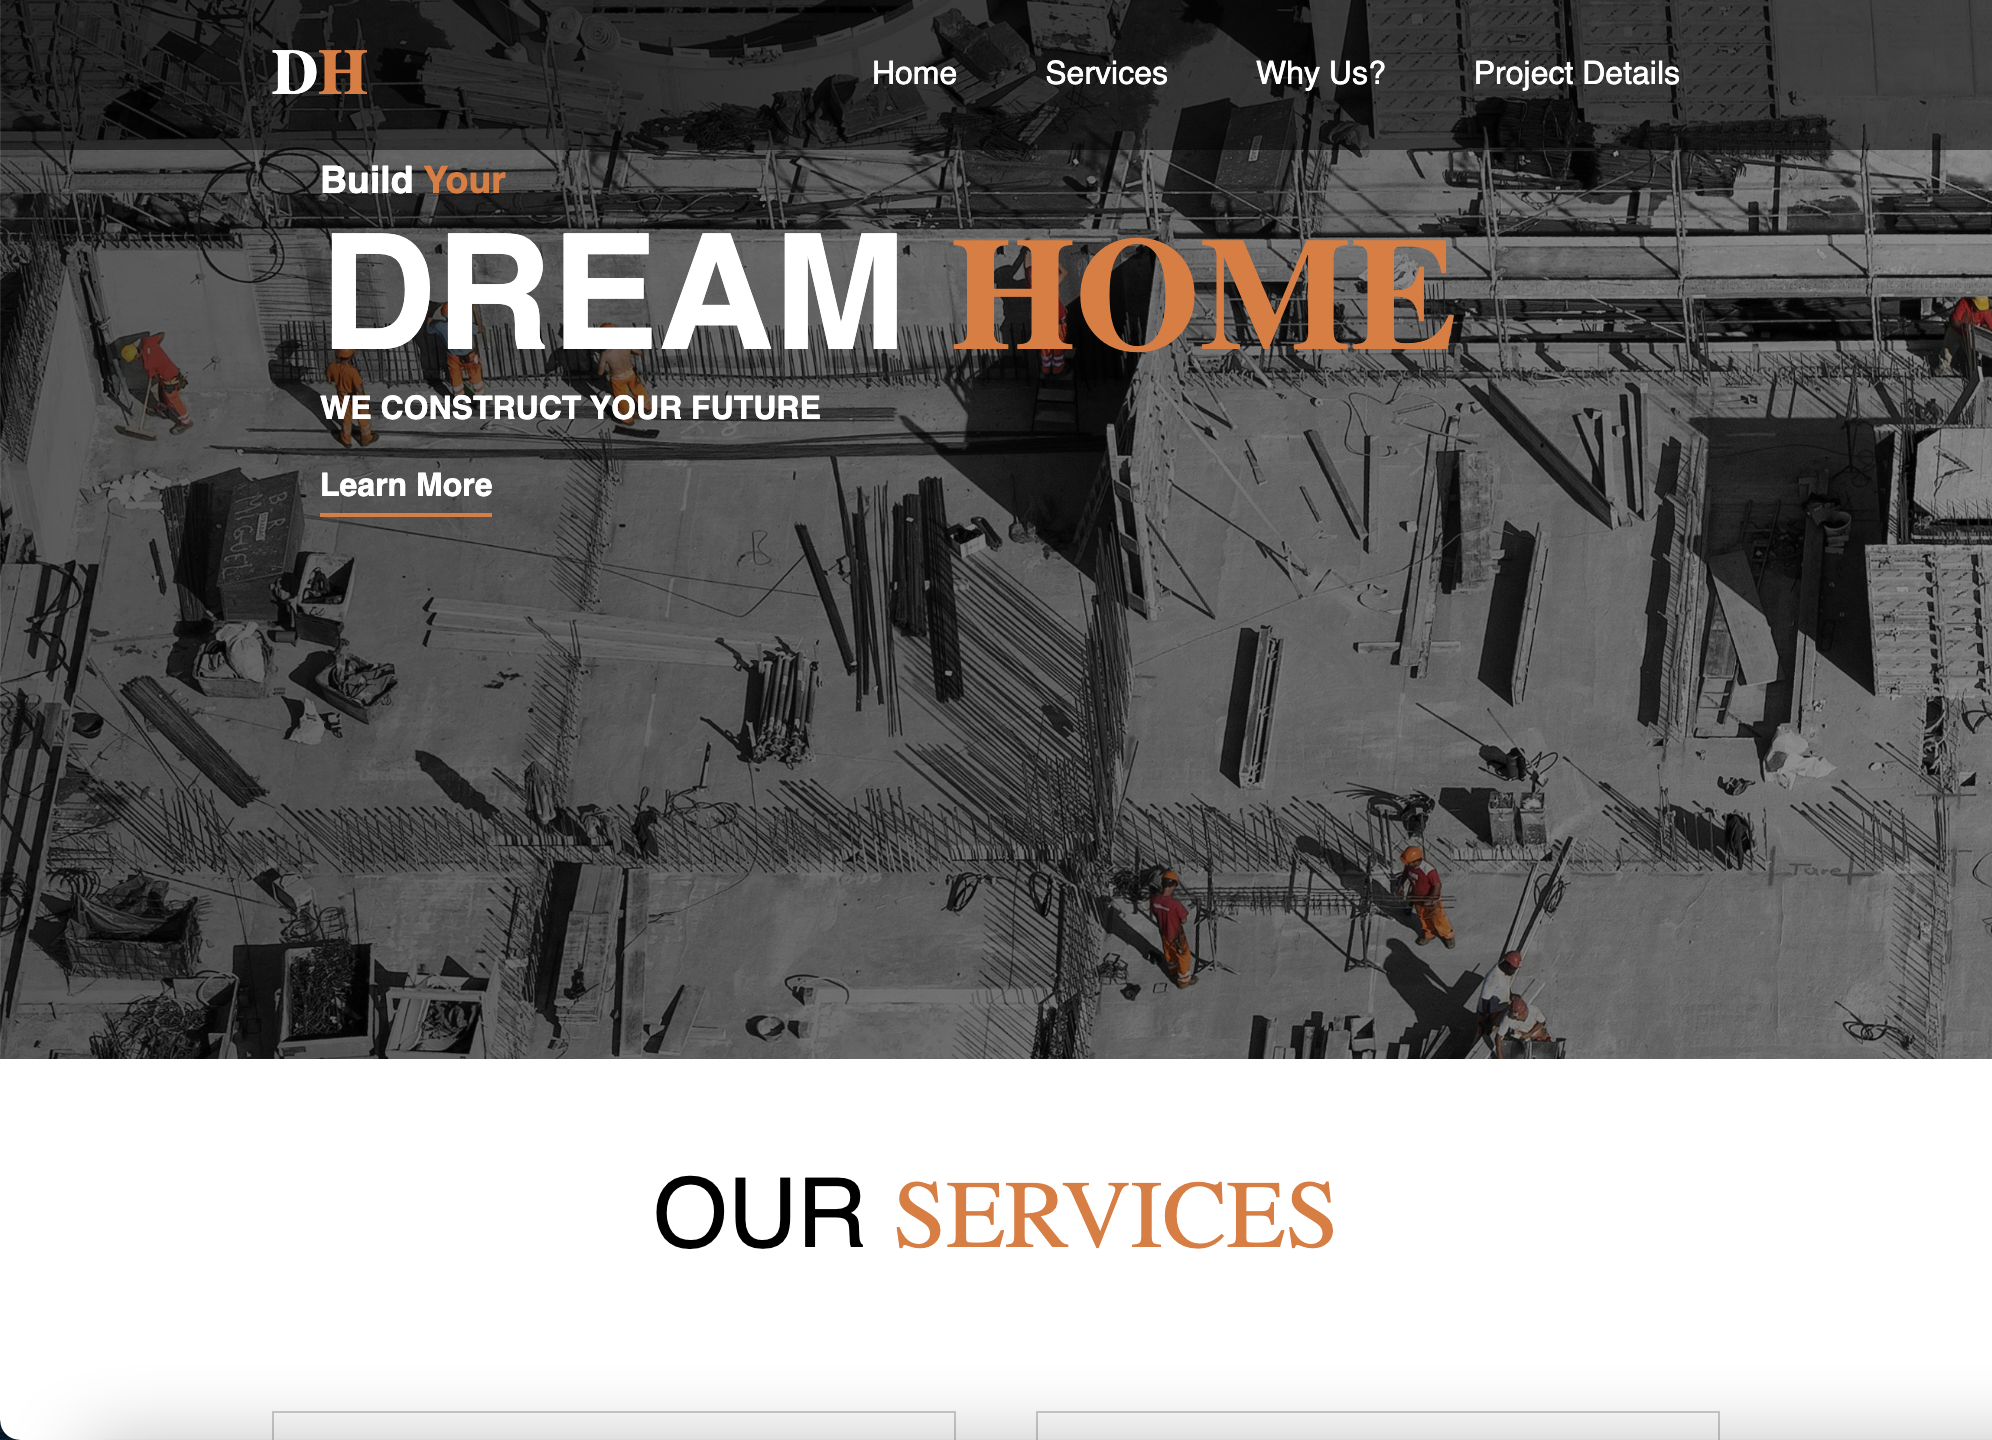 DH
Home Services Why Us? Project Details
Build Your
DREAM HOME
WE CONSTRUCT YOUR FUTURE
Learn More
OUR SERVICES